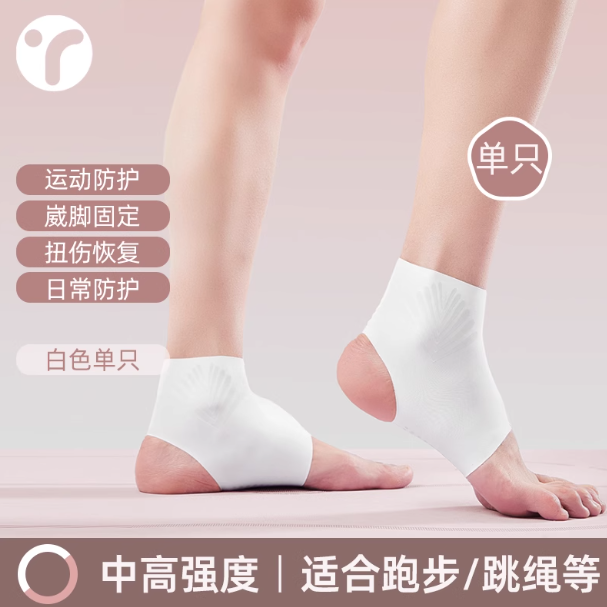 单只
运动防护
崴脚固定
扭伤恢复
日常防护
白色单只
中高强度｜适合跑步/跳绳等